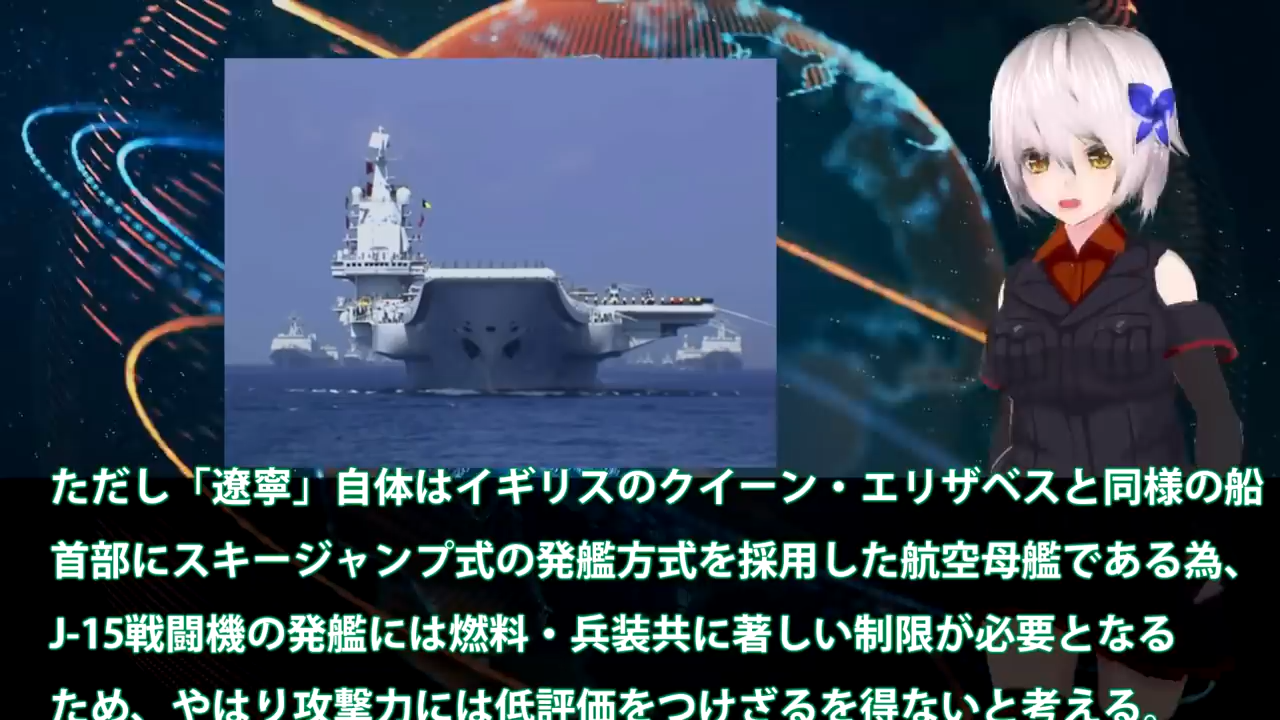 ただし「遼寧」自体はイギリスのクイーン・エリザベスと同様の船
首部にスキージャンプ式の発艦方式を採用した航空母艦である為、
J-15戦闘機の発艦には燃料・兵装共に著しい制限が必要となる
ため、やはり攻撃力には低評価をつけざるを得ないと考える。